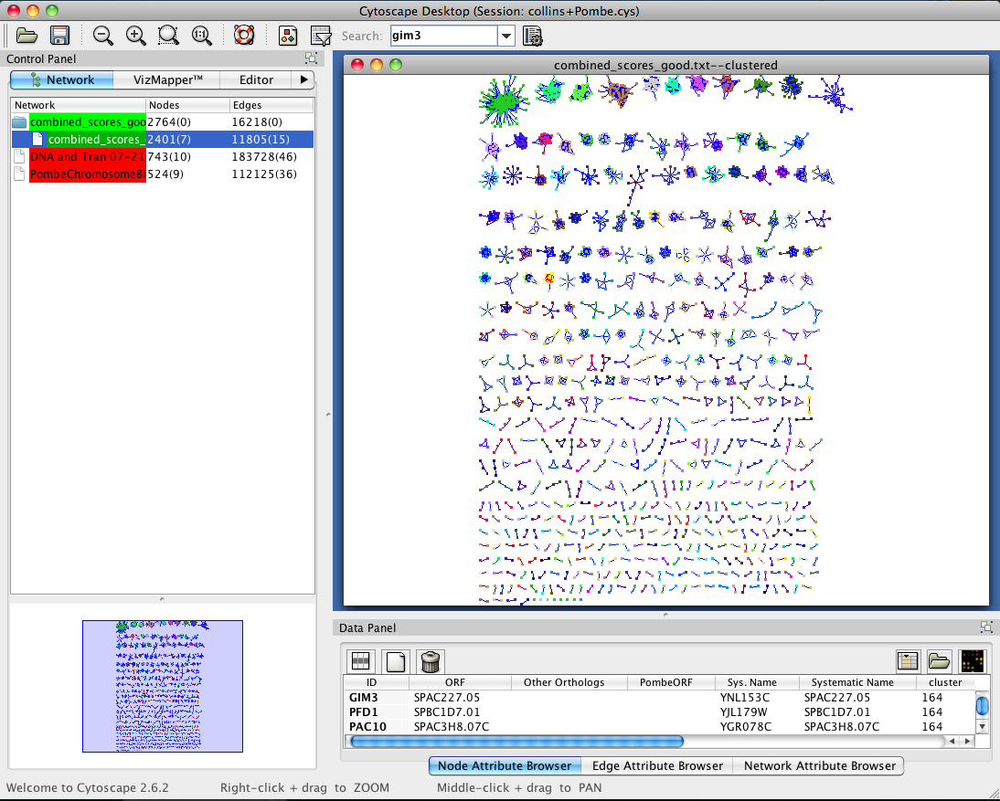 Cytoscape Desktop (Session: collins+Pombe.cys)
Search: gim3
Control Panel
Network VizMapper™ Editor
Network Nodes Edges
combined_scores_goo 2764(0) 16218(0)
combined_scores_ 2401(7) 11805(15)
DNA and Tran 07-21 743(10) 183728(46)
PombeChromosomeBi 524(9) 112125(36)
combined_scores_good.txt--clustered
Data Panel
ID ORF Other Orthologs PombeORF Sys. Name Systematic Name cluster
GIM3 SPAC227.05 YNL153C SPAC227.05 164
PFD1 SPBC1D7.01 YJL179W SPBC1D7.01 164
PAC10 SPAC3H8.07C YGR078C SPAC3H8.07C 164
Node Attribute Browser Edge Attribute Browser Network Attribute Browser
Welcome to Cytoscape 2.6.2 Right-click + drag to ZOOM Middle-click + drag to PAN